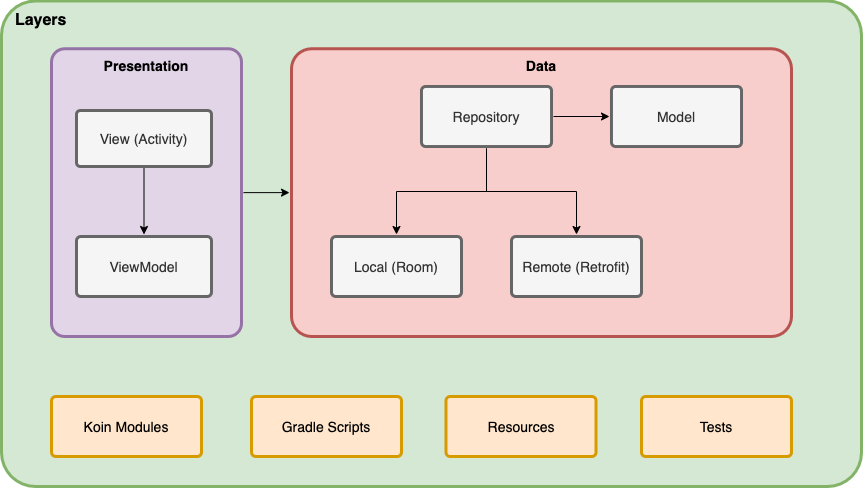 Layers
Presentation
Data
View (Activity)
Repository
Model
ViewModel
Local (Room)
Remote (Retrofit)
Koin Modules
Gradle Scripts
Resources
Tests